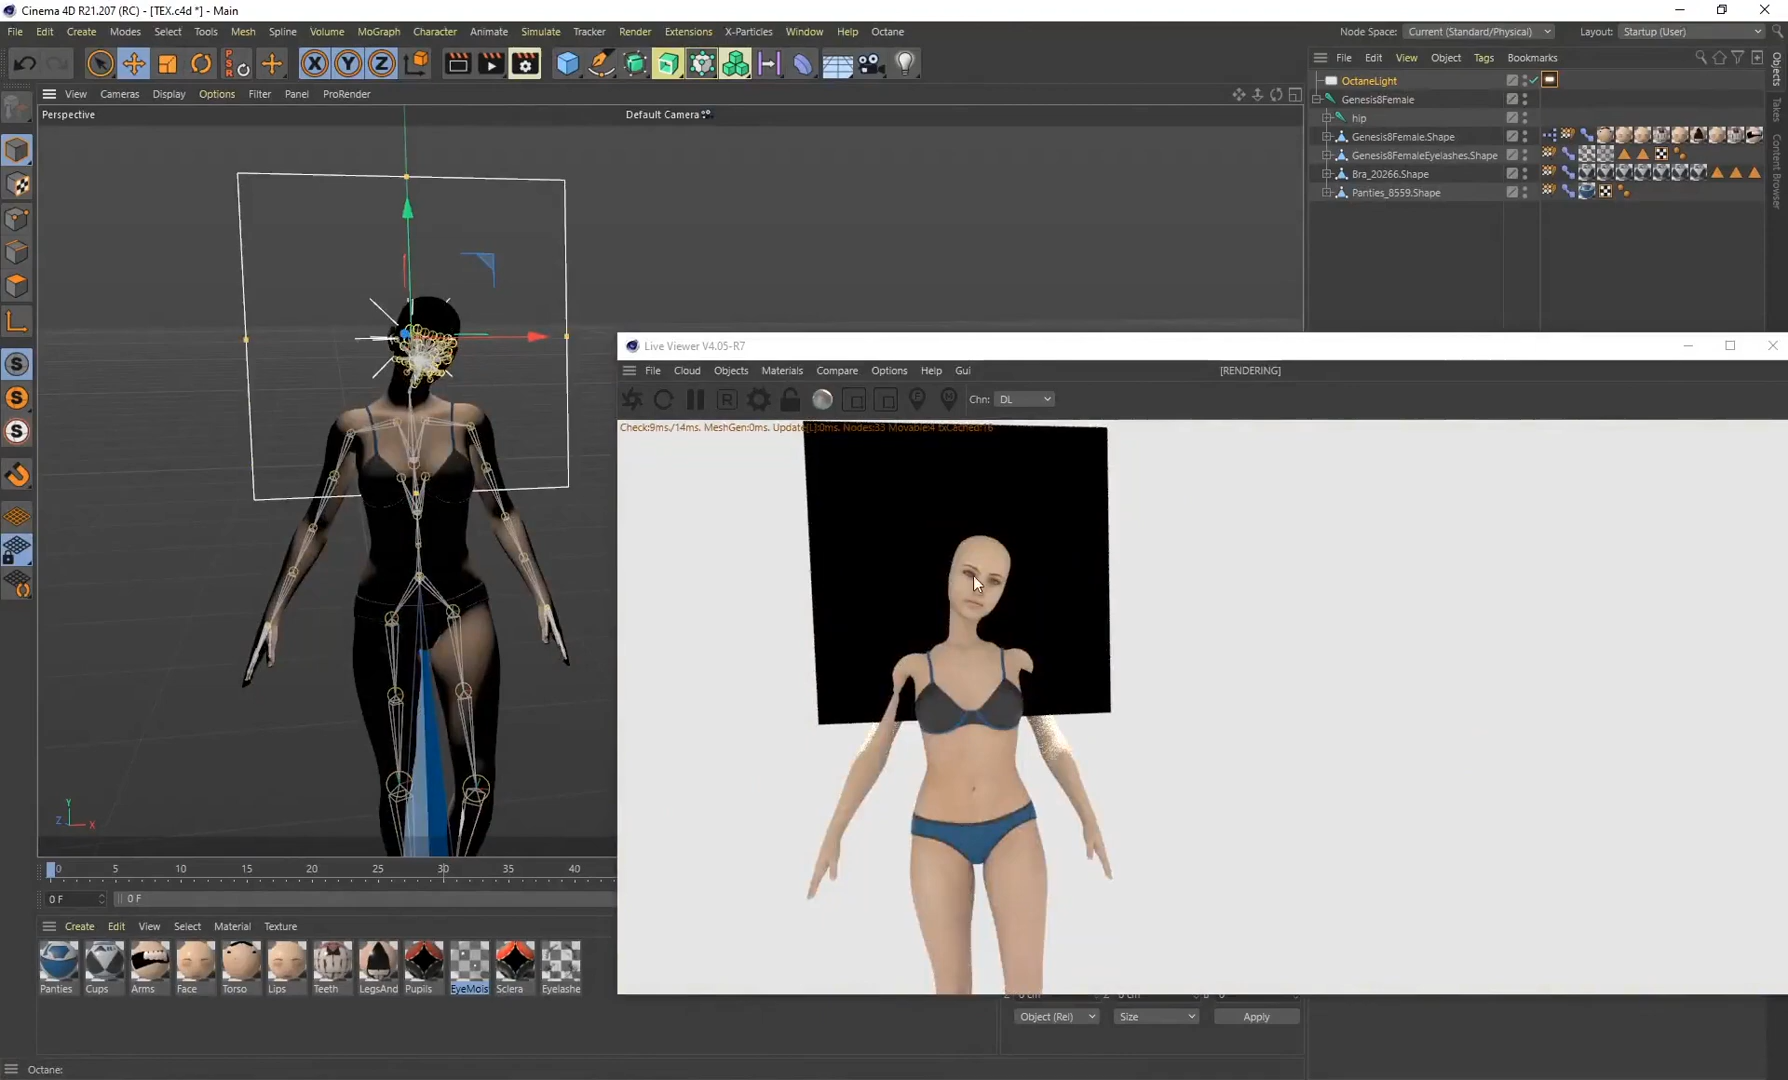 Cinema 4D R21.207 (RC) - [TEX.c4d *] - Main
File Edit Create Modes Select Tools Mesh Spline Volume MoGraph Character Animate Simulate Tracker Render Extensions X-Particles Window Help Octane
Node Space: Current (Standard/Physical) Layout: Startup (User)
PSR
X Y Z
File Edit View Object Tags Bookmarks
View Cameras Display Options Filter Panel ProRender
Perspective
Default Camera
OctaneLight
Genesis8Female
hip
Genesis8Female.Shape
Genesis8FemaleEyelashes.Shape
Bra_20266.Shape
Panties_8559.Shape
Objects
Takes
Content Browser
Live Viewer V4.05-R7
File Cloud Objects Materials Compare Options Help Gui [RENDERING]
R Chn: DL
Check:9ms./14ms. MeshGen:0ms. Update[L]:0ms. Nodes:33 Movable:4 txCached:16
S
S
S
Y
Z X
0 5 10 15 20 25 30 35 40
0 F 0 F
Create Edit View Select Material Texture
Panties Cups Arms Face Torso Lips Teeth LegsAnd Pupils EyeMois Sclera Eyelashe
Object (Rel) Size Apply
Octane: